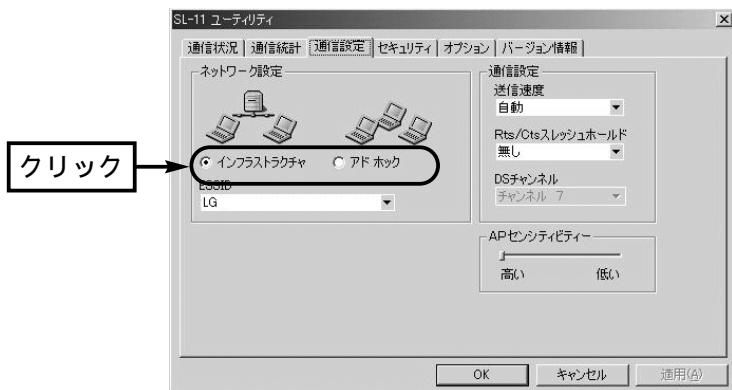 SL-11 ユーティリティ
通信状況 通信統計 通信設定 セキュリティ オプション バージョン情報
ネットワーク設定
クリック
インフラストラクチャ アド ホック
ESSID
LG
通信設定
送信速度
自動
Rts/Ctsスレッシュホールド
無し
DSチャンネル
チャンネル 7
APセンシティビティー
高い 低い
OK キャンセル 適用(A)